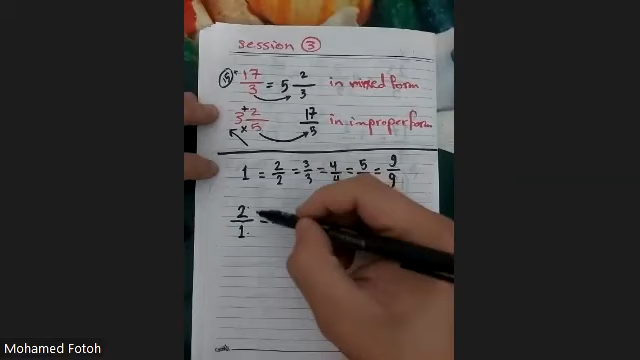 session 3
17/3 = 5 2/3 in mixed form
3 + × 2/5 17/5 in improper form
1 = 2/2 = 3/3 = 4/4 = 5 = 9/9
2/1 =
Mohamed Fotoh